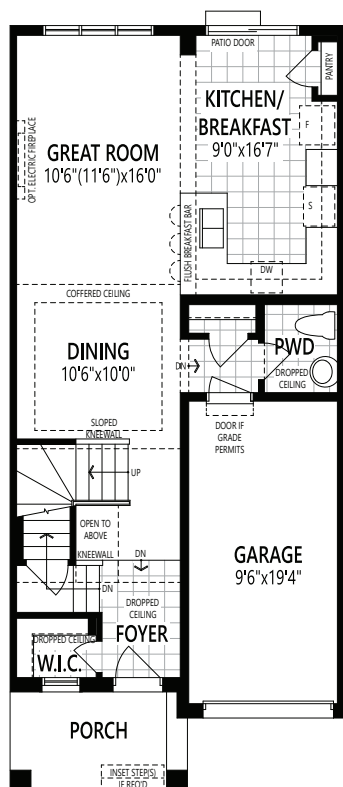 PATIO DOOR
PANTRY
KITCHEN/
BREAKFAST
9'0"x16'7"
F
GREAT ROOM
10'6"(11'6")x16'0"
OPT. ELECTRIC FIREPLACE
S
FLUSH BREAKFAST BAR
DW
COFFERED CEILING
DINING
10'6"x10'0"
PWD
DN
DROPPED
CEILING
SLOPED
KNEEWALL
DOOR IF
GRADE
PERMITS
UP
OPEN TO
ABOVE
KNEEWALL
DN
GARAGE
9'6"x19'4"
DN
DROPPED
CEILING
FOYER
DROPPED CEILING
W.I.C.
PORCH
INSET STEP(S)
IF REQ'D